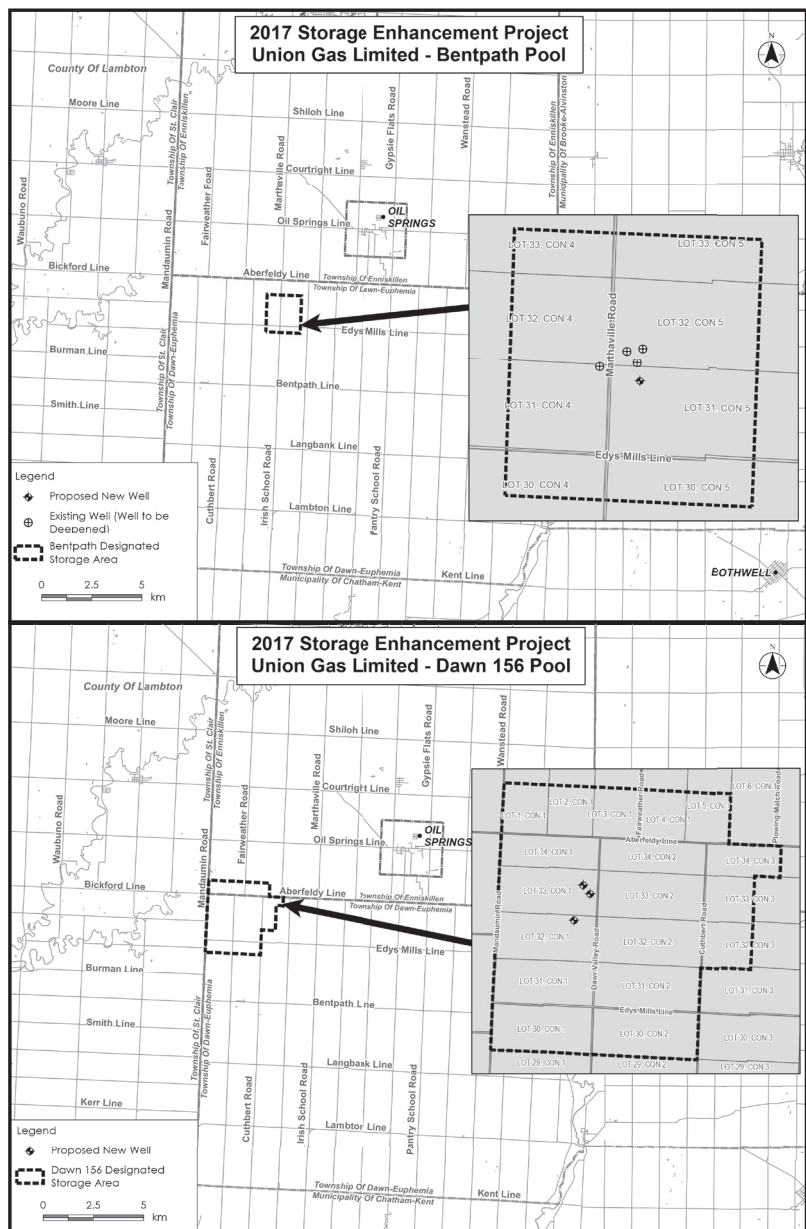 2017 Storage Enhancement Project
Union Gas Limited - Bentpath Pool
N
County Of Lambton
Moore Line
Shiloh Line
Courtright Line
Oil Springs Line
OIL
SPRINGS
Waubuno Road
Mandaumin Road
Township Of St. Clair
Township Of Enniskillen
Fairweather Road
Marthaville Road
Gypsie Flats Road
Wanstead Road
Township Of Enniskillen
Municipality Of Brooke-Alvinston
Bickford Line
Aberfeldy Line
Township Of Enniskillen
Township Of Dawn-Euphemia
Edys Mills Line
Burman Line
Township Of St. Clair
Township Of Dawn-Euphemia
Bentpath Line
Smith Line
Langbank Line
Lambton Line
Cuthbert Road
Irish School Road
Pantry School Road
Township Of Dawn-Euphemia
Municipality Of Chatham-Kent
Kent Line
BOTHWELL
LOT 33, CON 4
LOT 33, CON 5
LOT 32, CON 4
LOT 32, CON 5
Marthaville Road
LOT 31, CON 4
LOT 31, CON 5
Edys Mills Line
LOT 30, CON 4
LOT 30, CON 5
Legend
Proposed New Well
Existing Well (Well to be
Deepened)
Bentpath Designated
Storage Area
0 2.5 5
km
2017 Storage Enhancement Project
Union Gas Limited - Dawn 156 Pool
N
County Of Lambton
Moore Line
Shiloh Line
Courtright Line
Oil Springs Line
OIL
SPRINGS
Waubuno Road
Mandaumin Road
Township Of St. Clair
Township Of Enniskillen
Fairweather Road
Marthaville Road
Gypsie Flats Road
Wanstead Road
Bickford Line
Aberfeldy Line
Township Of Enniskillen
Township Of Dawn-Euphemia
Edys Mills Line
Burman Line
Township Of St. Clair
Township Of Dawn-Euphemia
Bentpath Line
Smith Line
Langbank Line
Kerr Line
Lambton Line
Cuthbert Road
Irish School Road
Pantry School Road
Township Of Dawn-Euphemia
Municipality Of Chatham-Kent
Kent Line
LOT 1, CON 1
LOT 2, CON 1
LOT 3, CON 1
Fairweather Road
LOT 4, CON 1
LOT 5, CON 1
LOT 6, CON 1
Plowing Match Road
Aberfeldy Line
LOT 34, CON 1
LOT 34, CON 2
LOT 34, CON 3
LOT 33, CON 1
LOT 33, CON 2
LOT 33, CON 3
Mandaumin Road
Dawn Valley Road
Cuthbert Road
LOT 32, CON 1
LOT 32, CON 2
LOT 32, CON 3
LOT 31, CON 1
LOT 31, CON 2
LOT 31, CON 3
Edys Mills Line
LOT 30, CON 1
LOT 30, CON 2
LOT 30, CON 3
LOT 29, CON 1
LOT 29, CON 2
LOT 29, CON 3
Legend
Proposed New Well
Dawn 156 Designated
Storage Area
0 2.5 5
km